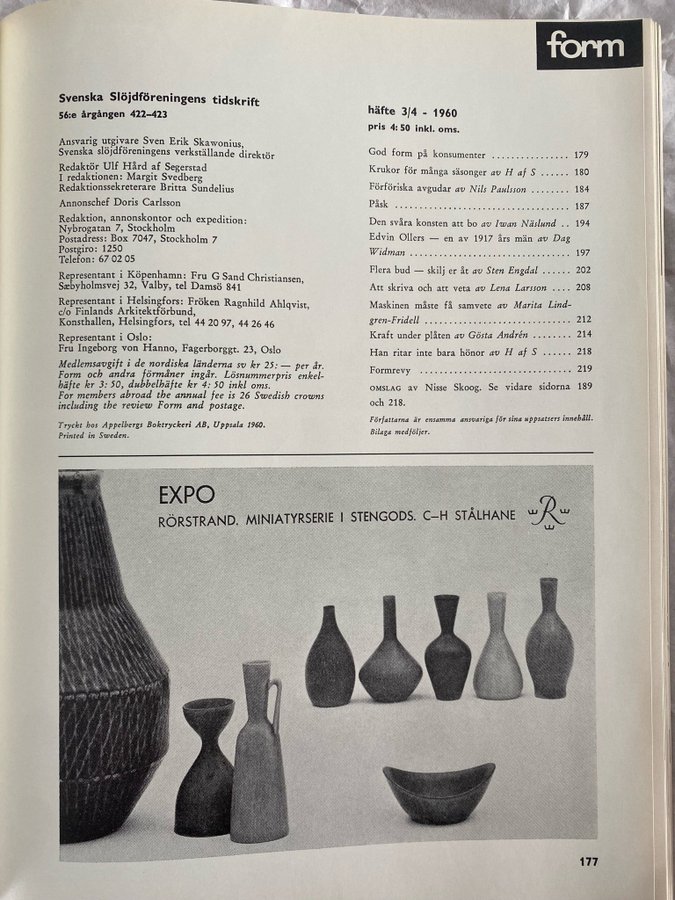 form
Svenska Slöjdföreningens tidskrift
56:e årgången 422–423
Ansvarig utgivare Sven Erik Skawonius,
Svenska slöjdföreningens verkställande direktör
Redaktör Ulf Hård af Segerstad
I redaktionen: Margit Svedberg
Redaktionssekreterare Britta Sundelius
Annonschef Doris Carlsson
Redaktion, annonskontor och expedition:
Nybrogatan 7, Stockholm
Postadress: Box 7047, Stockholm 7
Postgiro: 1250
Telefon: 67 02 05
Representant i Köpenhamn: Fru G Sand Christiansen,
Sæbyholmsvej 32, Valby, tel Damsö 841
Representant i Helsingfors: Fröken Ragnhild Ahlqvist,
c/o Finlands Arkitektförbund,
Konsthallen, Helsingfors, tel 44 20 97, 44 26 46
Representant i Oslo:
Fru Ingeborg von Hanno, Fagerborggt. 23, Oslo
Medlemsavgift i de nordiska länderna sv kr 25: — per år.
Form och andra förmåner ingår. Lösnummerpris enkel-
häfte kr 3: 50, dubbelhäfte kr 4: 50 inkl oms.
For members abroad the annual fee is 26 Swedish crowns
including the review Form and postage.
Tryckt hos Appelbergs Boktryckeri AB, Uppsala 1960.
Printed in Sweden.
häfte 3/4 - 1960
pris 4: 50 inkl. oms.
God form på konsumenter ................ 179
Krukor för många säsonger av H af S ...... 180
Förföriska avgudar av Nils Paulsson ........ 184
Påsk .................................. 187
Den svåra konsten att bo av Iwan Näslund .. 194
Edwin Ollers — en av 1917 års män av Dag
Widman ................................ 197
Flera bud — skilj er åt av Sten Engdal ...... 202
Att skriva och att veta av Lena Larsson .... 208
Maskinen måste få samvete av Marita Lind-
gren-Fridell ............................ 212
Kraft under plåten av Gösta Andrén ........ 214
Han ritar inte bara hönor av H af S ........ 218
Formrevy .............................. 219
OMSLAG av Nisse Skoog. Se vidare sidorna 189
och 218.
Författarna är ensamma ansvariga för sina uppsatsers innehåll.
Bilaga medföljer.
EXPO
RÖRSTRAND. MINIATYRSERIE I STENGODS. C–H STÅLHANE
R
177